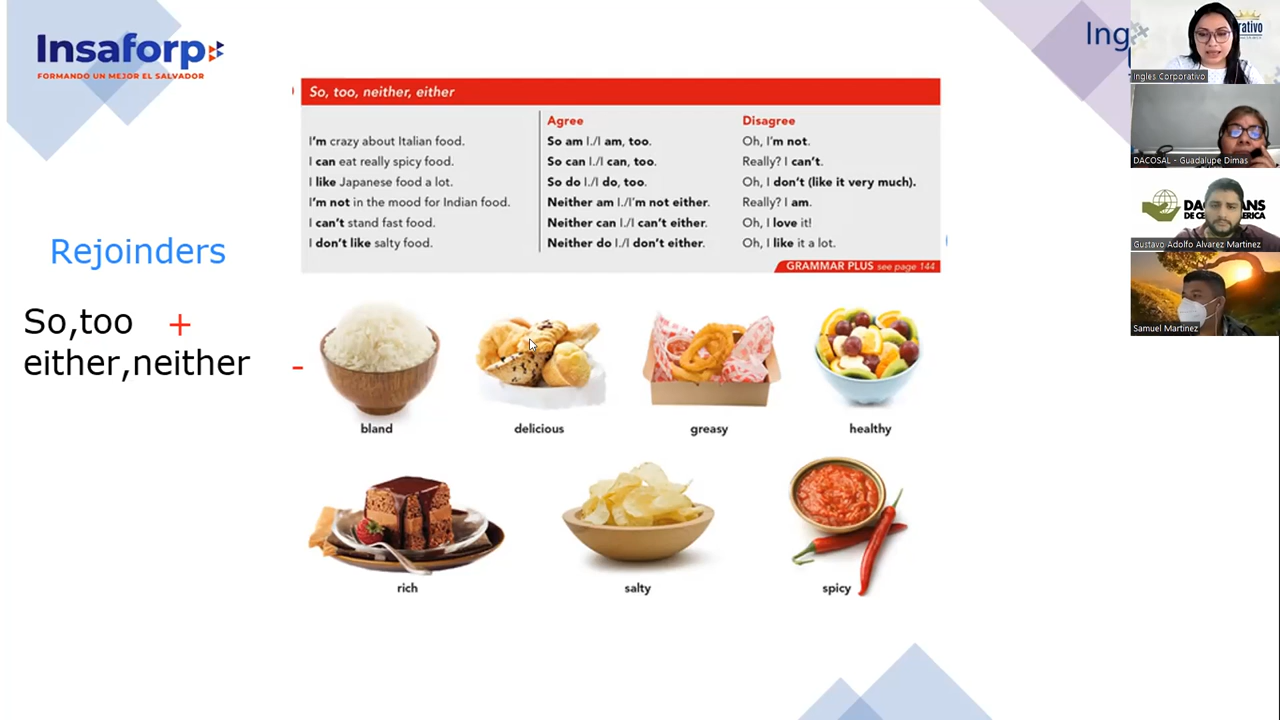 Insaforp
FORMANDO UN MEJOR EL SALVADOR
Ing
So, too, neither, either
Agree Disagree
I'm crazy about Italian food. So am I./I am, too. Oh, I'm not.
I can eat really spicy food. So can I./I can, too. Really? I can't.
I like Japanese food a lot. So do I./I do, too. Oh, I don't (like it very much).
I'm not in the mood for Indian food. Neither am I./I'm not either. Really? I am.
I can't stand fast food. Neither can I./I can't either. Oh, I love it!
I don't like salty food. Neither do I./I don't either. Oh, I like it a lot.
GRAMMAR PLUS see page 144
Rejoinders
So,too +
either,neither -
bland delicious greasy healthy
rich salty spicy
Ingles Corporativo
DACOSAL - Guadalupe Dimas
Gustavo Adolfo Alvarez Martinez
Samuel Martinez